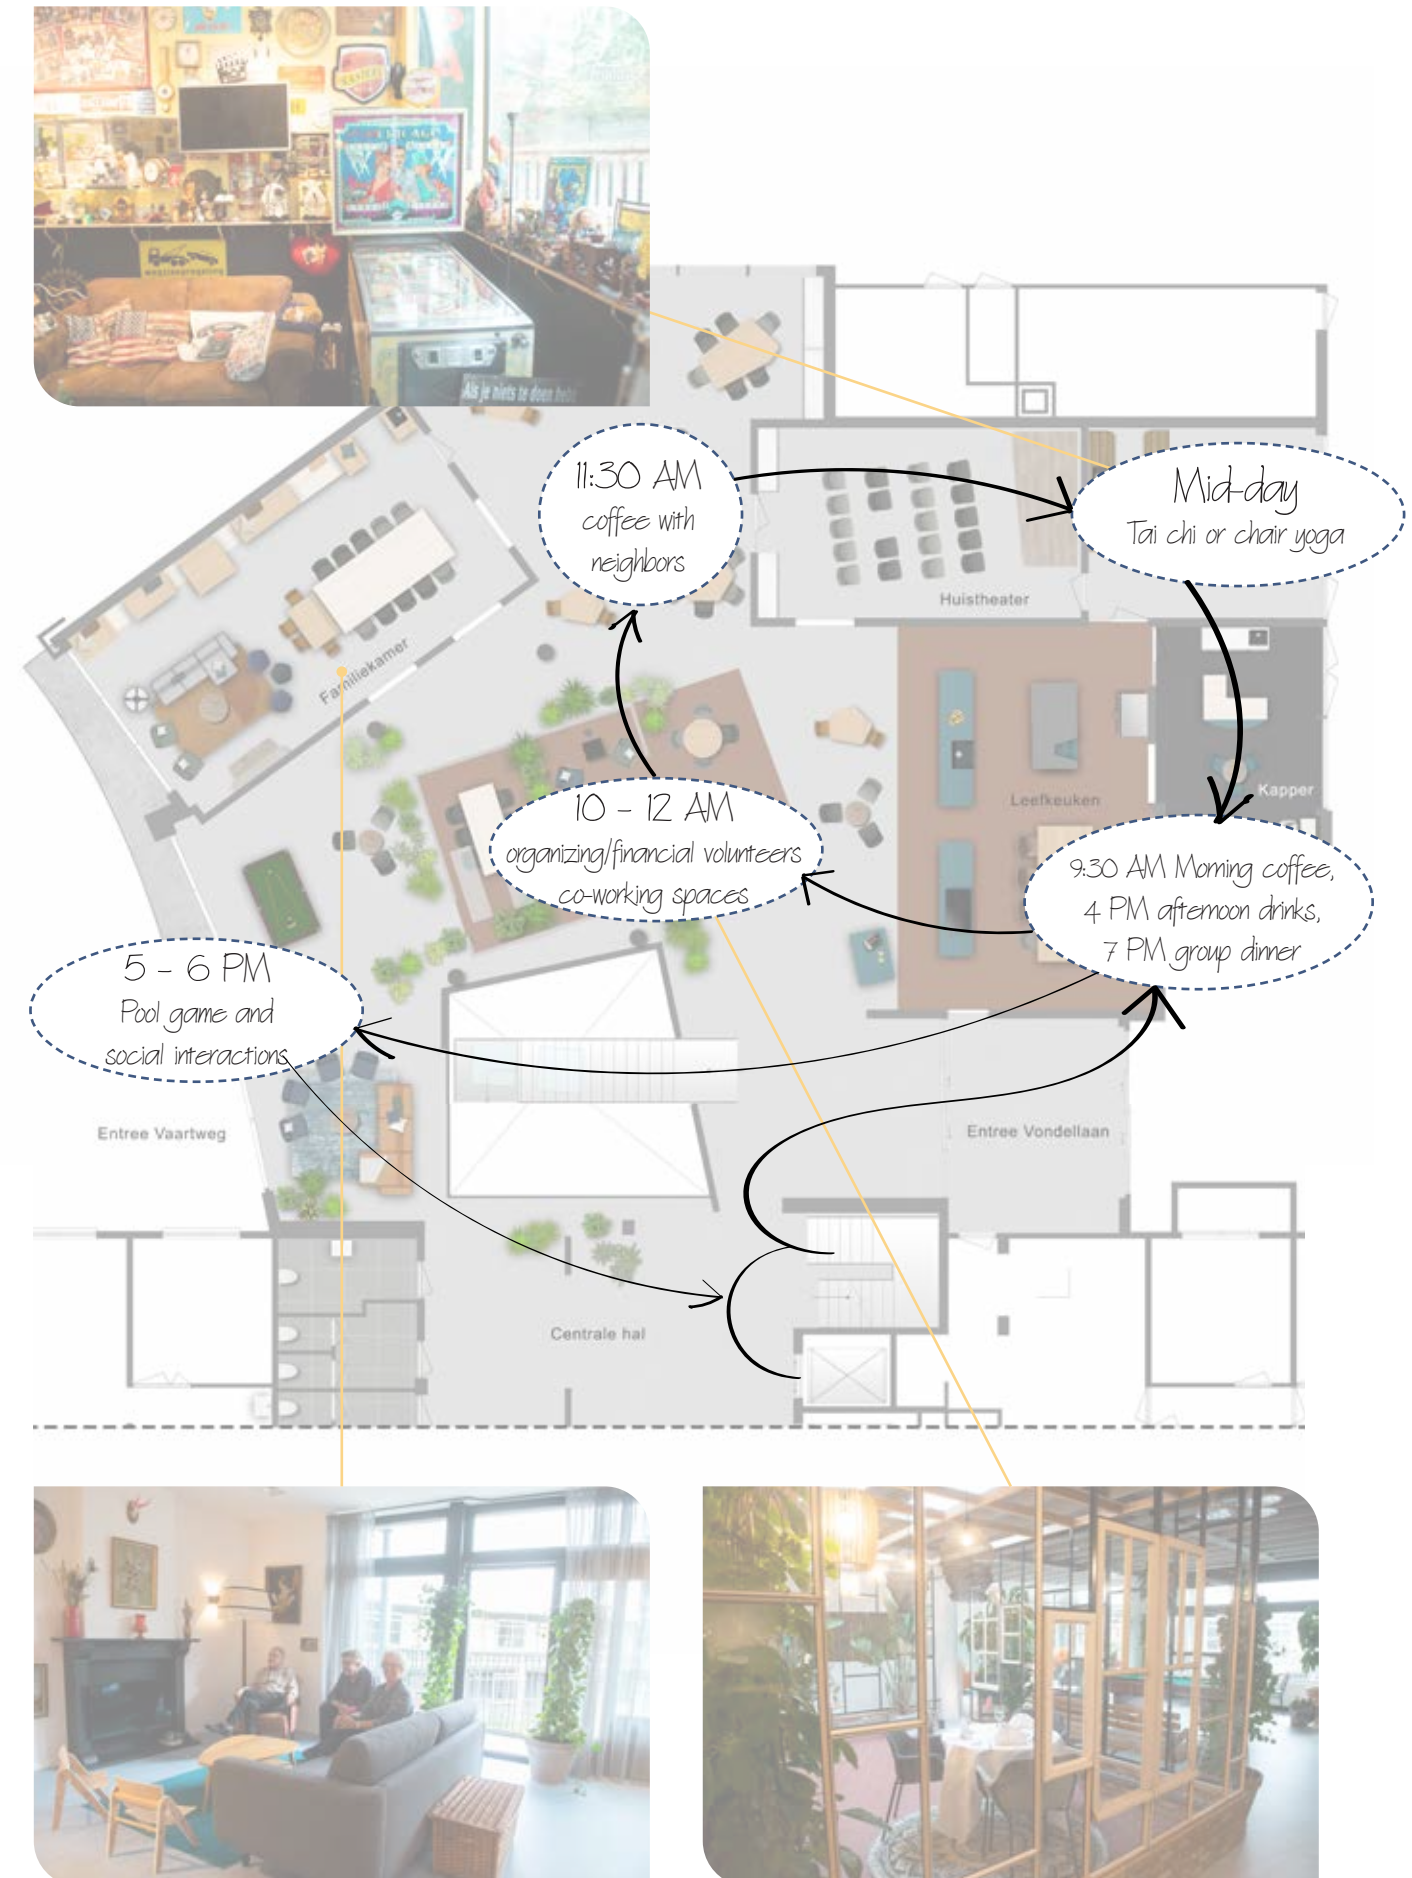 CHICAGO
Als je niets te doen hebt
11:30 AM
coffee with
neighbors
Mid-day
Tai chi or chair yoga
Huistheater
Familiekamer
Leefkeuken
Kapper
10 - 12 AM
organizing/financial volunteers
co-working spaces
9:30 AM Morning coffee,
4 PM afternoon drinks,
7 PM group dinner
5 - 6 PM
Pool game and
social interactions
Entree Vaartweg
Entree Vondellaan
Centrale hal